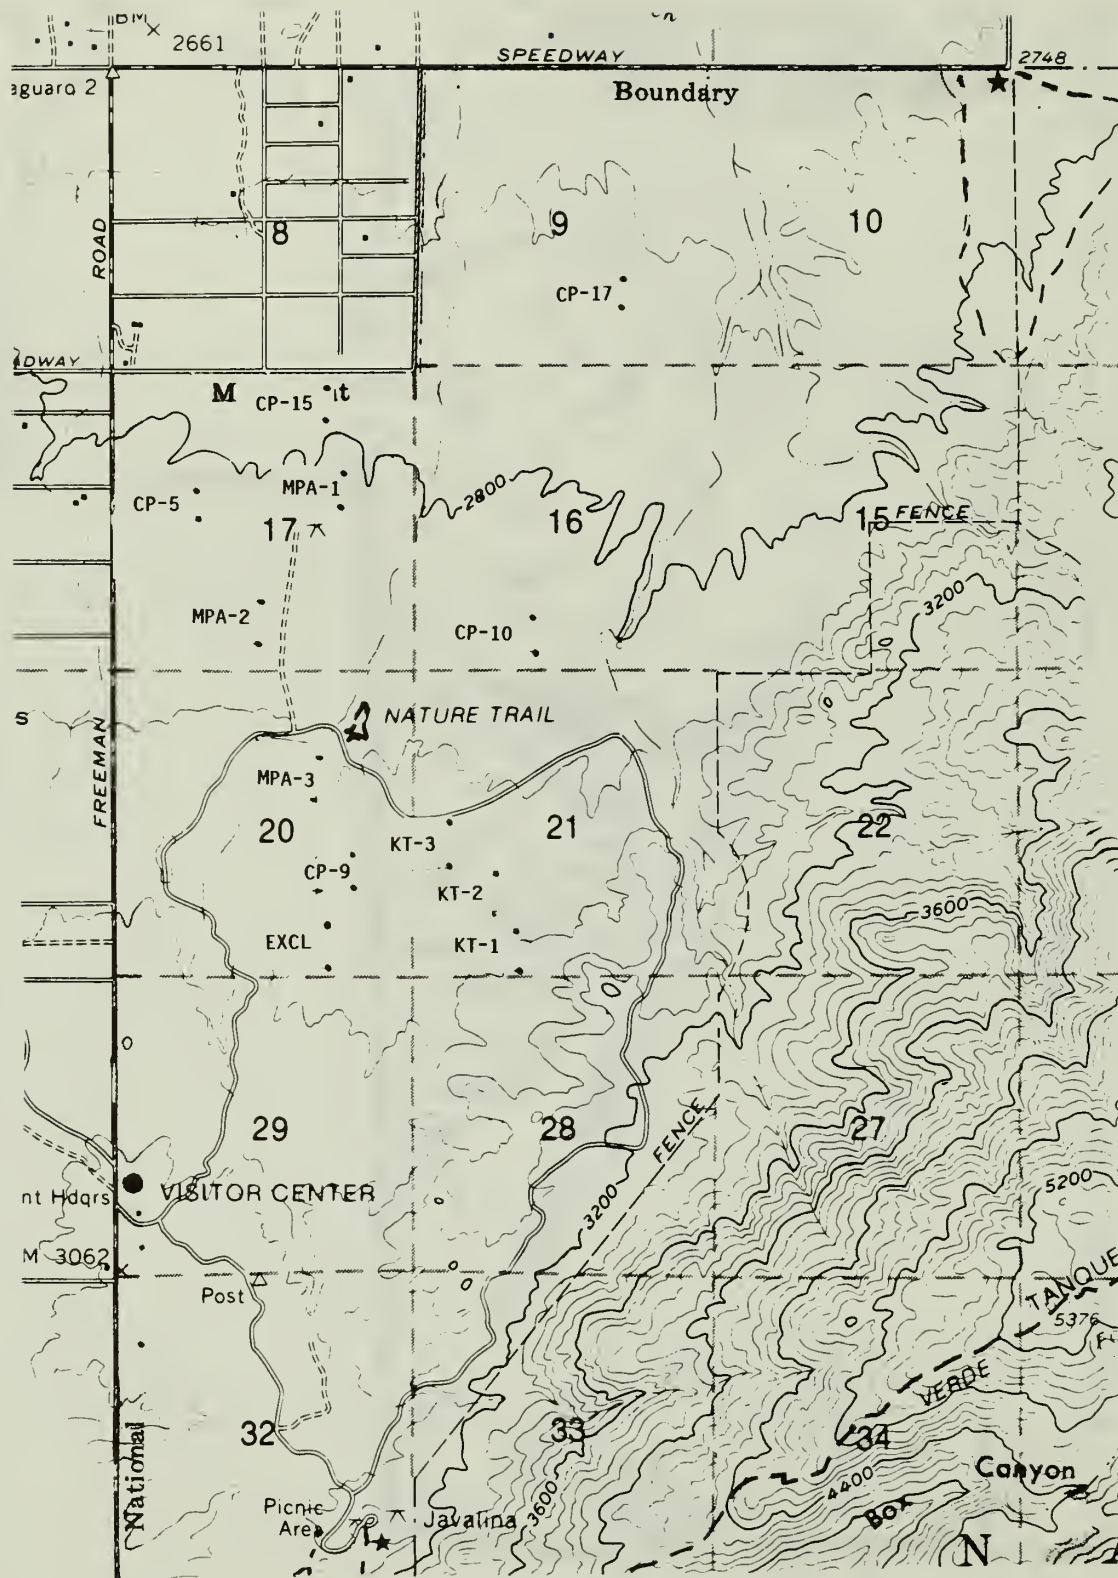 BM
2661
SPEEDWAY
2748
aguaro 2
Boundary
ROAD
8
9
10
CP-17
DWAY
M
CP-15
t
CP-5
MPA-1
2800
17
16
15
FENCE
MPA-2
CP-10
3200
s
NATURE TRAIL
FREEMAN
MPA-3
20
21
22
KT-3
CP-9
KT-2
3600
EXCL
KT-1
29
28
27
FENCE
VISITOR CENTER
nt Hdqrs
3200
5200
M 3062
Post
TANQUE
5376
VERDE
32
33
34
National
Canyon
4400
Picnic
Area
Javalina
3600
Box
N